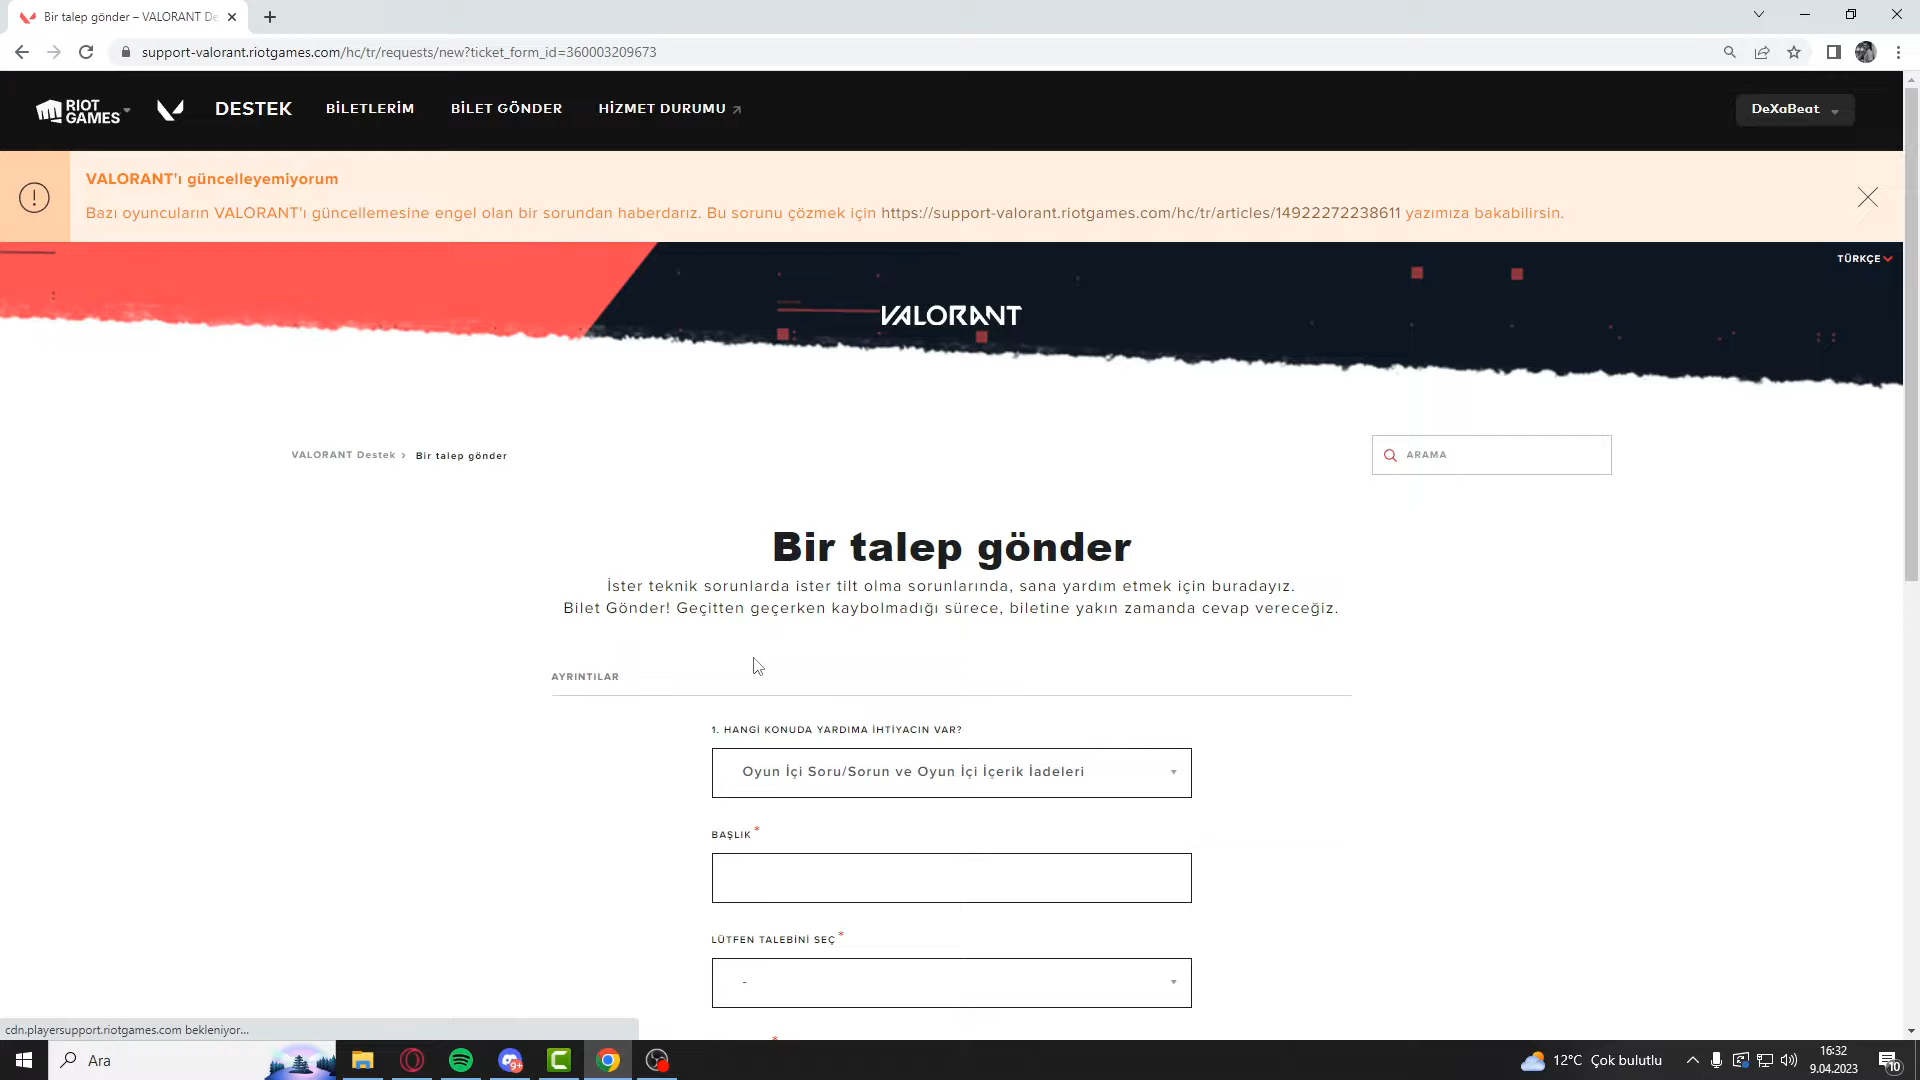 Bir talep gönder – VALORANT De
support-valorant.riotgames.com/hc/tr/requests/new?ticket_form_id=360003209673
RIOT GAMES
DESTEK
BİLETLERİM
BİLET GÖNDER
HİZMET DURUMU
DeXaBeat
VALORANT'ı güncelleyemiyorum
Bazı oyuncuların VALORANT'ı güncellemesine engel olan bir sorundan haberdarız. Bu sorunu çözmek için https://support-valorant.riotgames.com/hc/tr/articles/14922272238611 yazımıza bakabilirsin.
TÜRKÇE
VALORANT
VALORANT Destek > Bir talep gönder
ARAMA
Bir talep gönder
İster teknik sorunlarda ister tilt olma sorunlarında, sana yardım etmek için buradayız.
Bilet Gönder! Geçitten geçerken kaybolmadığı sürece, biletine yakın zamanda cevap vereceğiz.
AYRINTILAR
1. HANGİ KONUDA YARDIMA İHTİYACIN VAR?
Oyun İçi Soru/Sorun ve Oyun İçi İçerik İadeleri
BAŞLIK *
LÜTFEN TALEBİNİ SEÇ *
-
*
cdn.playersupport.riotgames.com bekleniyor...
Ara
9+
12°C Çok bulutlu
16:32
9.04.2023
10